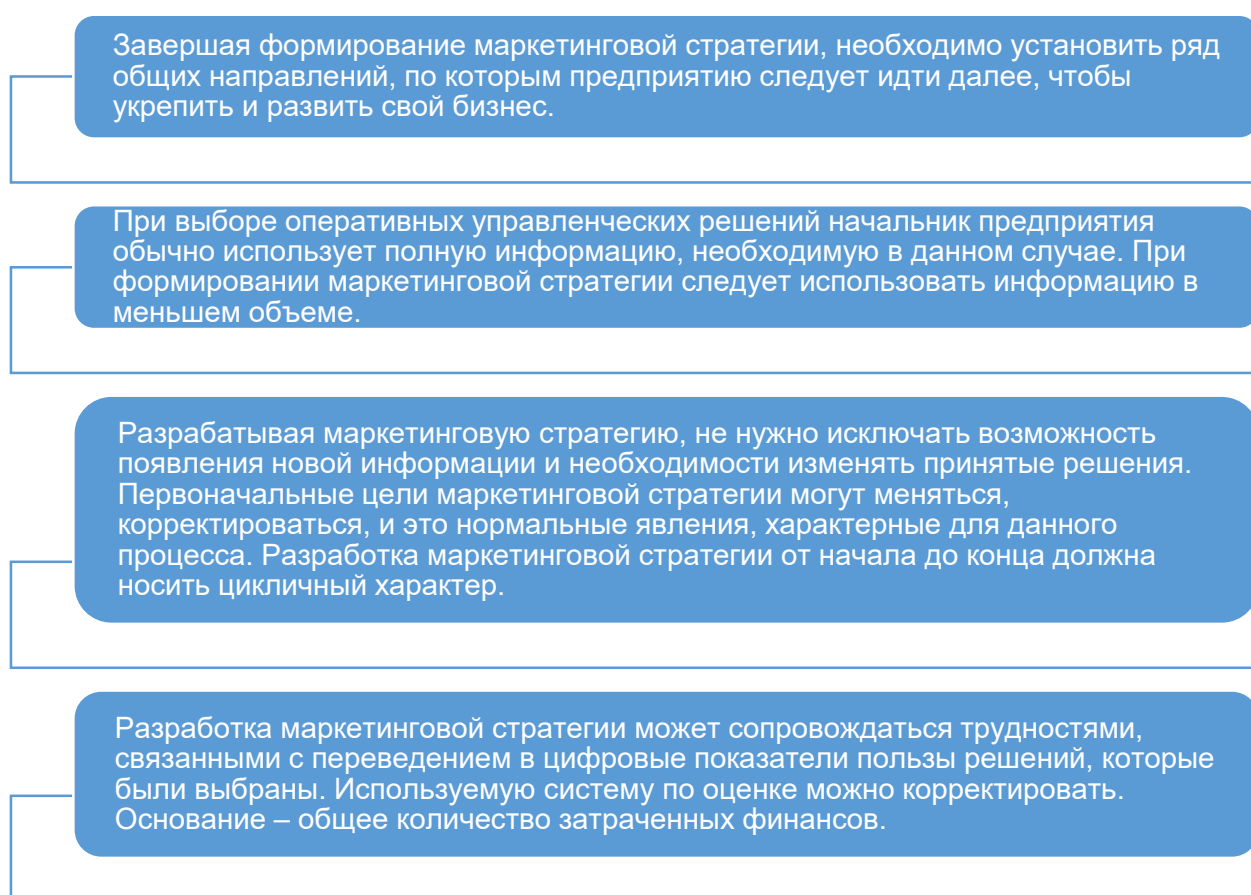 Завершая формирование маркетинговой стратегии, необходимо установить ряд
общих направлений, по которым предприятию следует идти далее, чтобы
укрепить и развить свой бизнес.
При выборе оперативных управленческих решений начальник предприятия
обычно использует полную информацию, необходимую в данном случае. При
формировании маркетинговой стратегии следует использовать информацию в
меньшем объеме.
Разрабатывая маркетинговую стратегию, не нужно исключать возможность
появления новой информации и необходимости изменять принятые решения.
Первоначальные цели маркетинговой стратегии могут меняться,
корректироваться, и это нормальные явления, характерные для данного
процесса. Разработка маркетинговой стратегии от начала до конца должна
носить цикличный характер.
Разработка маркетинговой стратегии может сопровождаться трудностями,
связанными с переведением в цифровые показатели пользы решений, которые
были выбраны. Используемую систему по оценке можно корректировать.
Основание – общее количество затраченных финансов.